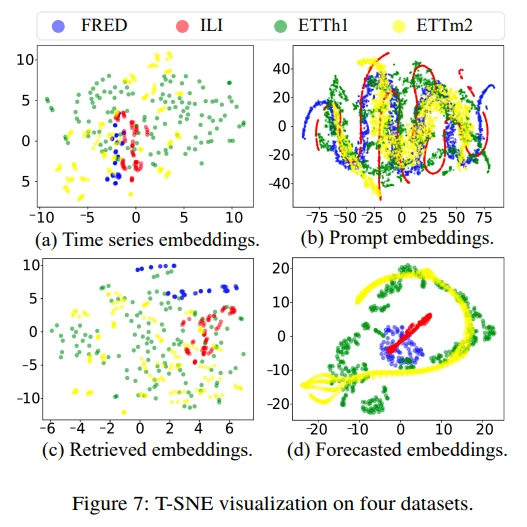 FRED ILI ETTh1 ETTm2
10
5
0
5
−10 −5 0 5 10
(a) Time series embeddings.
40
20
0
−20
−40
−75 −50 −25 0 25 50 75
(b) Prompt embeddings.
10
5
0
−5
−10
−6 −4 −2 0 2 4 6
(c) Retrieved embeddings.
20
10
0
−10
−20
−20 −10 0 10 20
(d) Forecasted embeddings.
Figure 7: T-SNE visualization on four datasets.